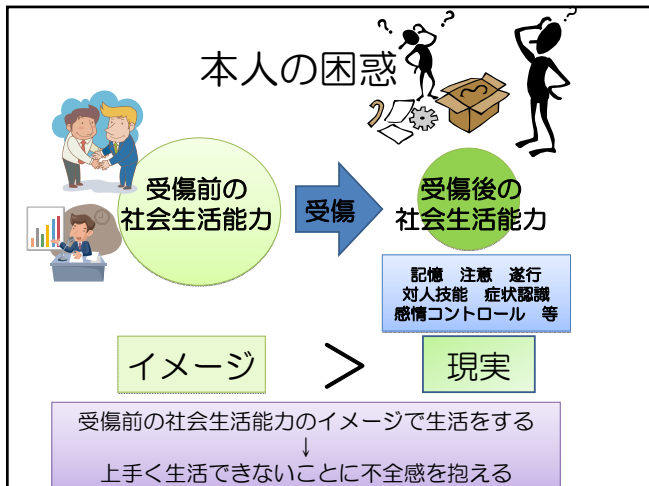 本人の困惑
受傷前の
社会生活能力
受傷
受傷後の
社会生活能力
記憶　注意　遂行
対人技能　症状認識
感情コントロール　等
イメージ
＞
現実
受傷前の社会生活能力のイメージで生活をする
↓
上手く生活できないことに不全感を抱える